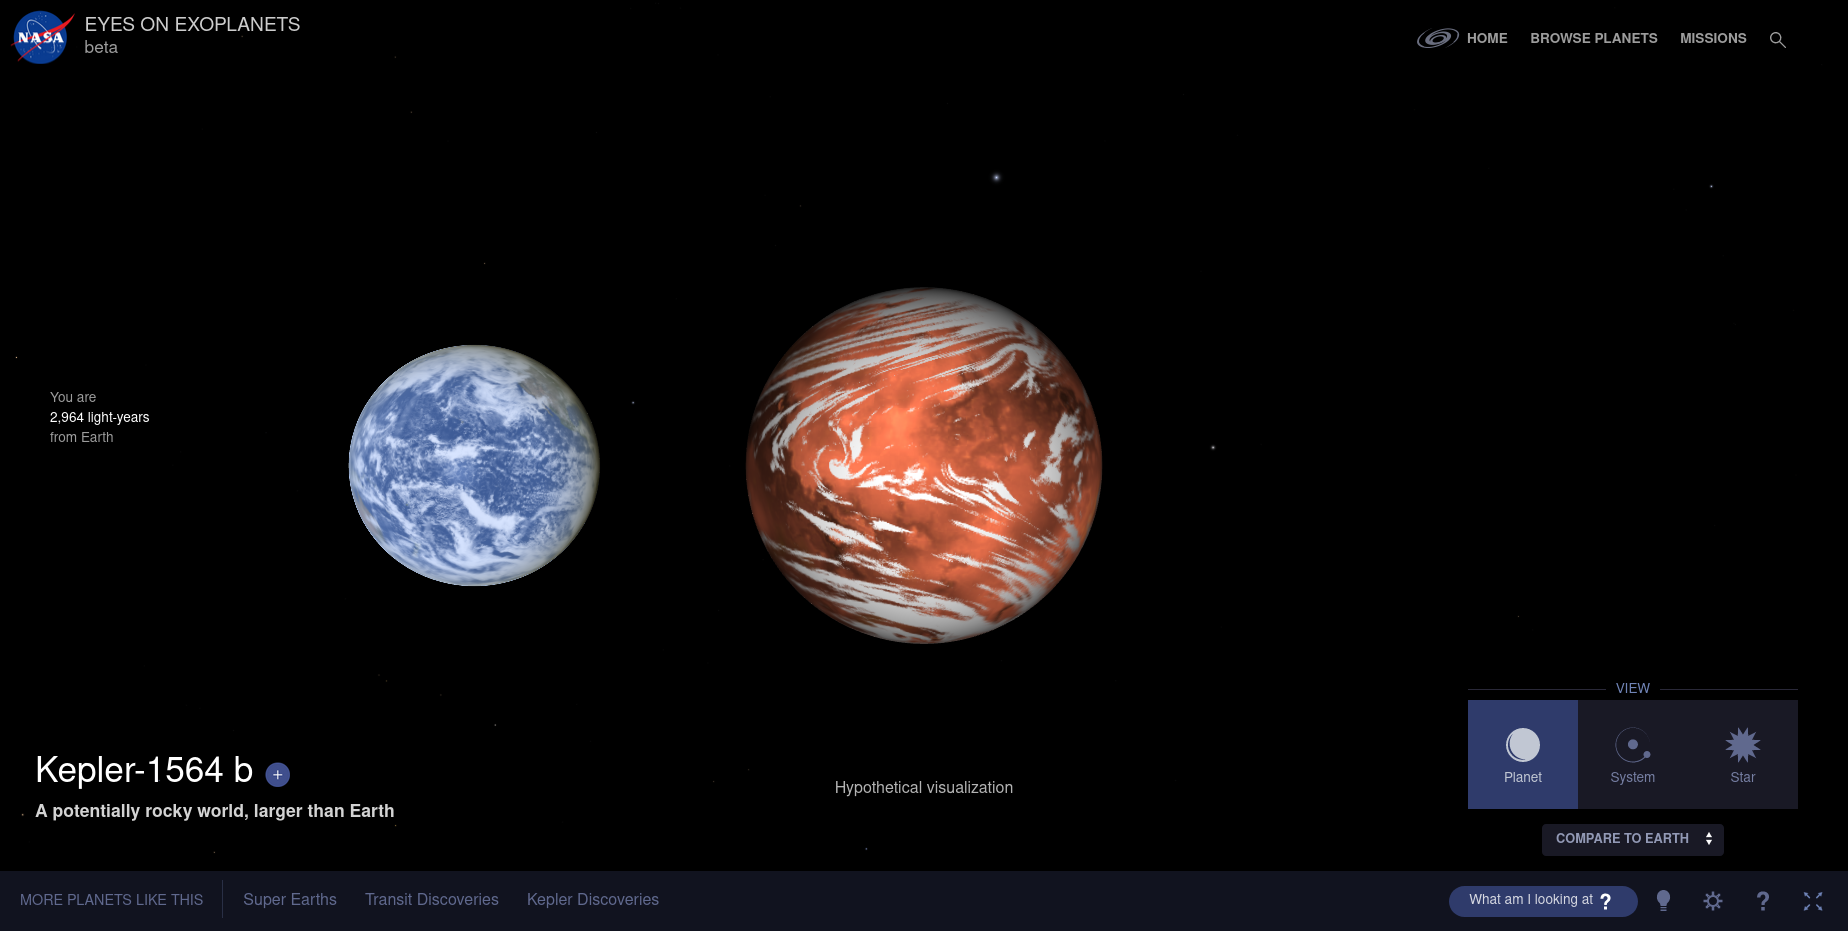 NASA
EYES ON EXOPLANETS
beta
HOME
BROWSE PLANETS
MISSIONS
You are
2,964 light-years
from Earth
Kepler-1564 b +
A potentially rocky world, larger than Earth
Hypothetical visualization
VIEW
Planet
System
Star
COMPARE TO EARTH
MORE PLANETS LIKE THIS
Super Earths
Transit Discoveries
Kepler Discoveries
What am I looking at ?
?